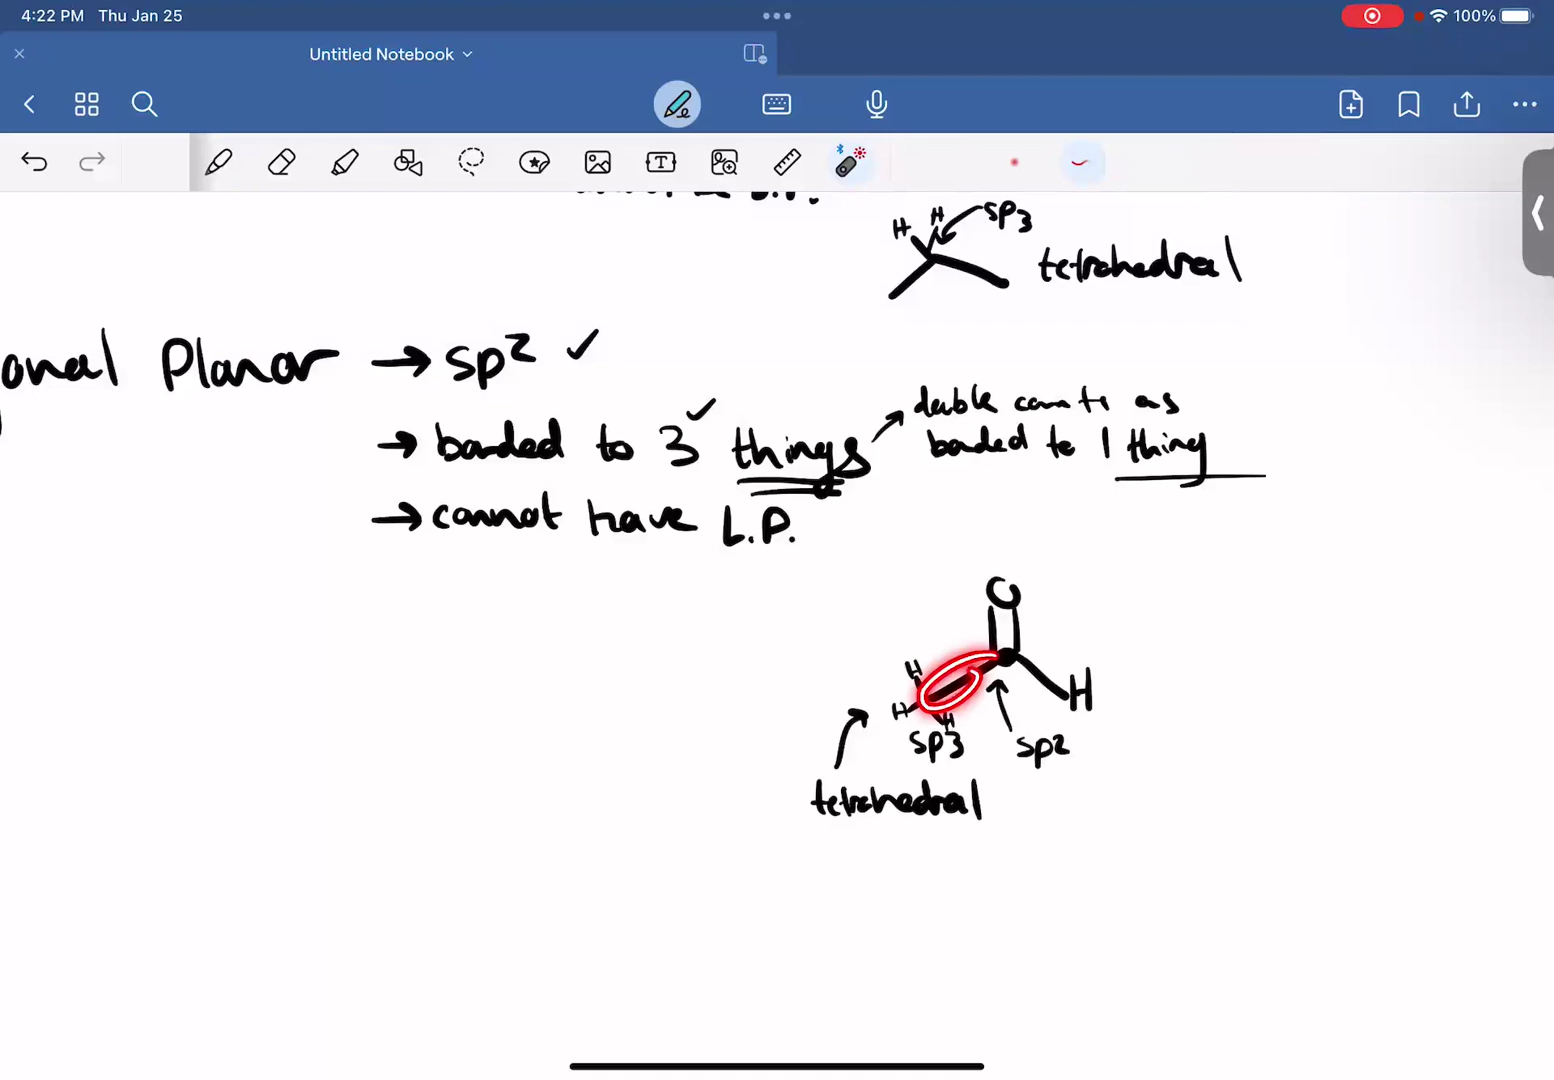 4:22 PM Thu Jan 25
100%
Untitled Notebook
T
H H sp3
tetrahedral
onal Planar → sp2 ✓
→ bonded to 3 ✓ things
double counts as
bonded to 1 thing
→ cannot have L.P.
O
H
H
H
H
sp3
sp2
tetrahedral